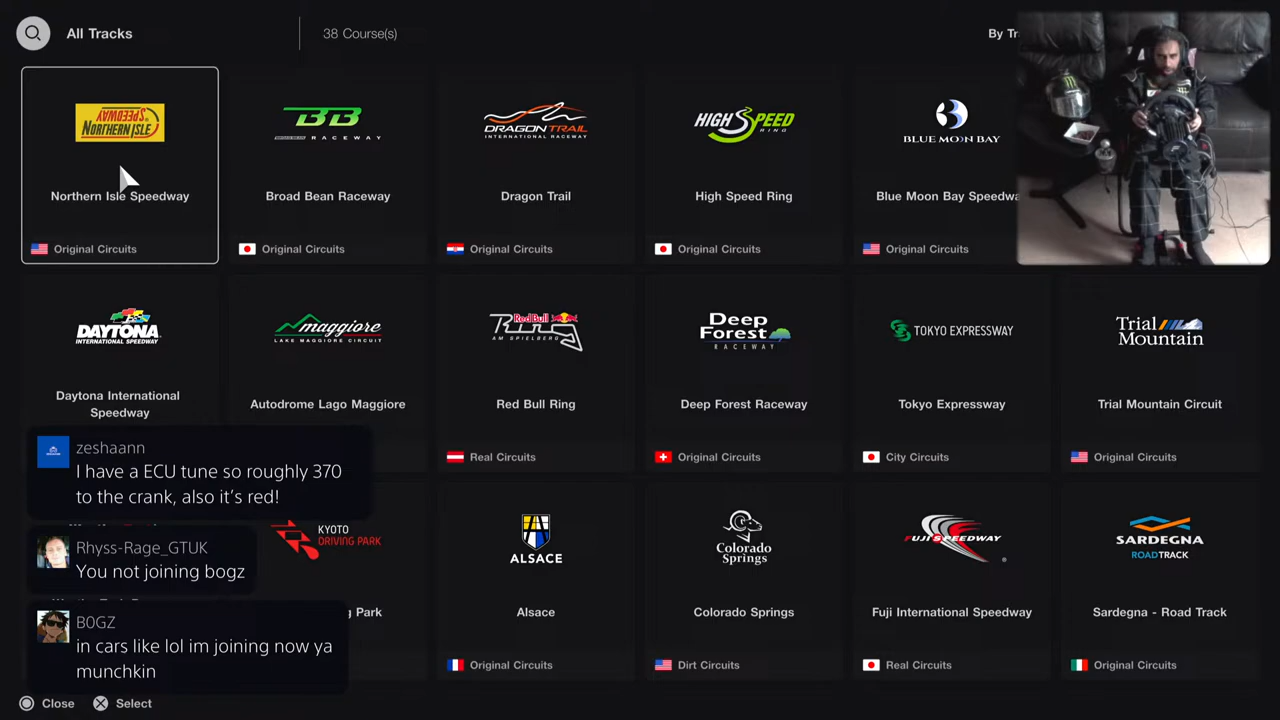 All Tracks
38 Course(s)
By Tra
NORTHERN ISLE
SPEEDWAY
Northern Isle Speedway
Original Circuits
BB
RACEWAY
Broad Bean Raceway
Original Circuits
DRAGON TRAIL
INTERNATIONAL RACEWAY
Dragon Trail
Original Circuits
HIGH SPEED
RING
High Speed Ring
Original Circuits
BLUE MOON BAY
Blue Moon Bay Speedwa
Original Circuits
DAYTONA
INTERNATIONAL SPEEDWAY
Daytona International
Speedway
maggiore
LAKE MAGGIORE CIRCUIT
Autodrome Lago Maggiore
Red Bull
Ring
AM SPIELBERG
Red Bull Ring
Real Circuits
Deep
Forest
RACEWAY
Deep Forest Raceway
Original Circuits
TOKYO EXPRESSWAY
Tokyo Expressway
City Circuits
Trial
Mountain
Trial Mountain Circuit
Original Circuits
zeshaann
I have a ECU tune so roughly 370
to the crank, also it's red!
Rhyss-Rage_GTUK
You not joining bogz
B0GZ
in cars like lol im joining now ya
munchkin
KYOTO
DRIVING PARK
g Park
Original Circuits
ALSACE
Alsace
Original Circuits
Colorado
Springs
Colorado Springs
Dirt Circuits
FUJI SPEEDWAY
Fuji International Speedway
Real Circuits
SARDEGNA
ROAD TRACK
Sardegna - Road Track
Original Circuits
Close
Select